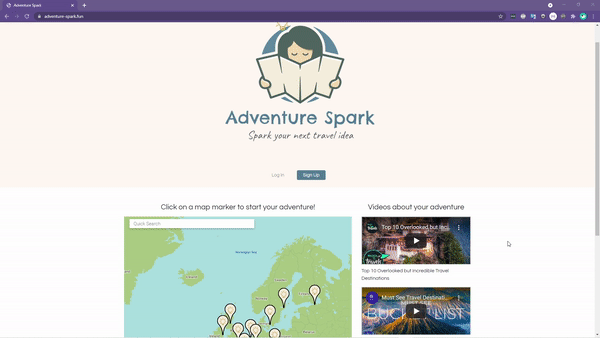 Adventure Spark
adventure-spark.fun
Adventure Spark
Spark your next travel idea
Log In
Sign Up
Click on a map marker to start your adventure!
Videos about your adventure
Quick Search
Norwegian Sea
Top 10 Overlooked but Incr
Top 10 Overlooked but Incredible Travel
Destinations
Must See Travel Destinati
BUCKET LIST